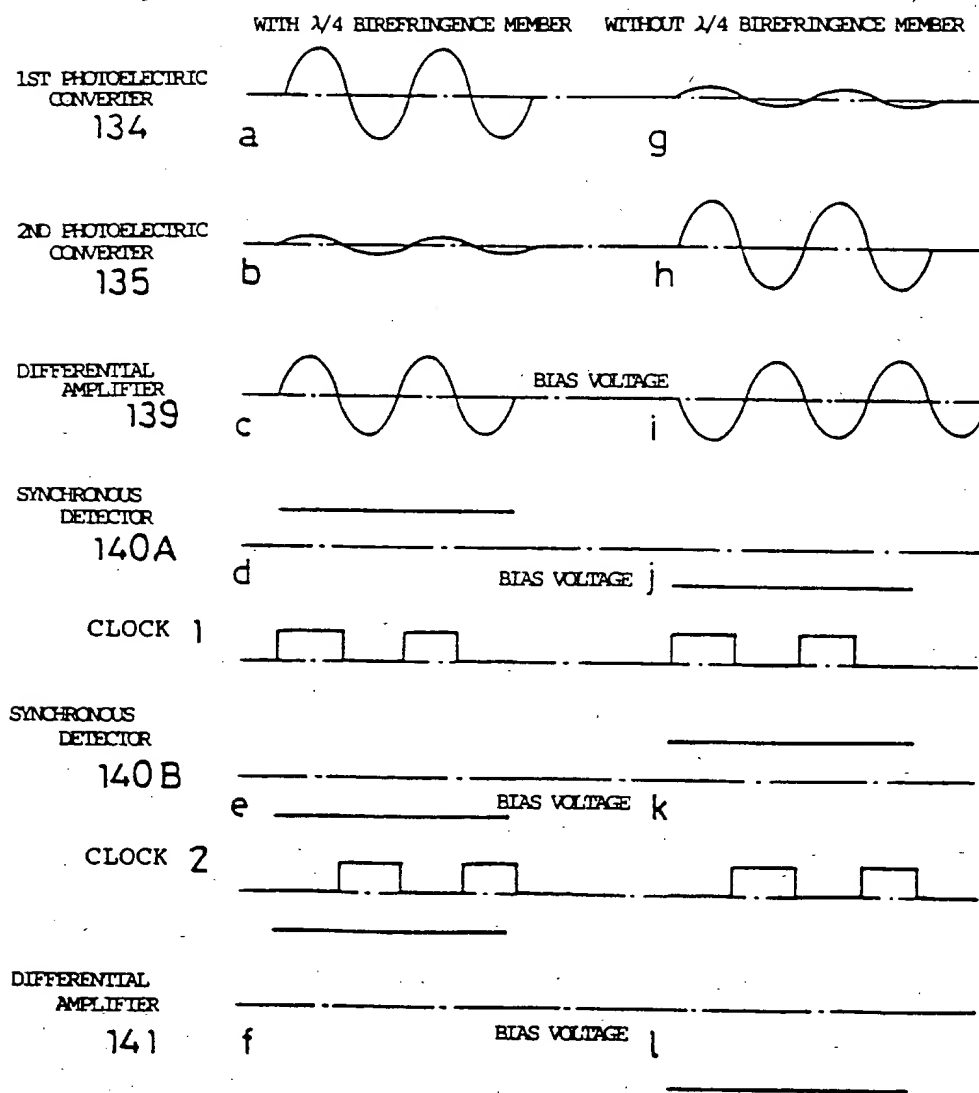 WITH λ/4 BIREFRINGENCE MEMBER WITHOUT λ/4 BIREFRINGENCE MEMBER
1ST PHOTOELECTRIC
CONVERTER
134
a g
2ND PHOTOELECTRIC
CONVERTER
135
b h
DIFFERENTIAL
AMPLIFIER
139
BIAS VOLTAGE
c i
SYNCHRONOUS
DETECTOR
140A
d BIAS VOLTAGE j
CLOCK 1
SYNCHRONOUS
DETECTOR
140B
e BIAS VOLTAGE k
CLOCK 2
DIFFERENTIAL
AMPLIFIER
141
f BIAS VOLTAGE l